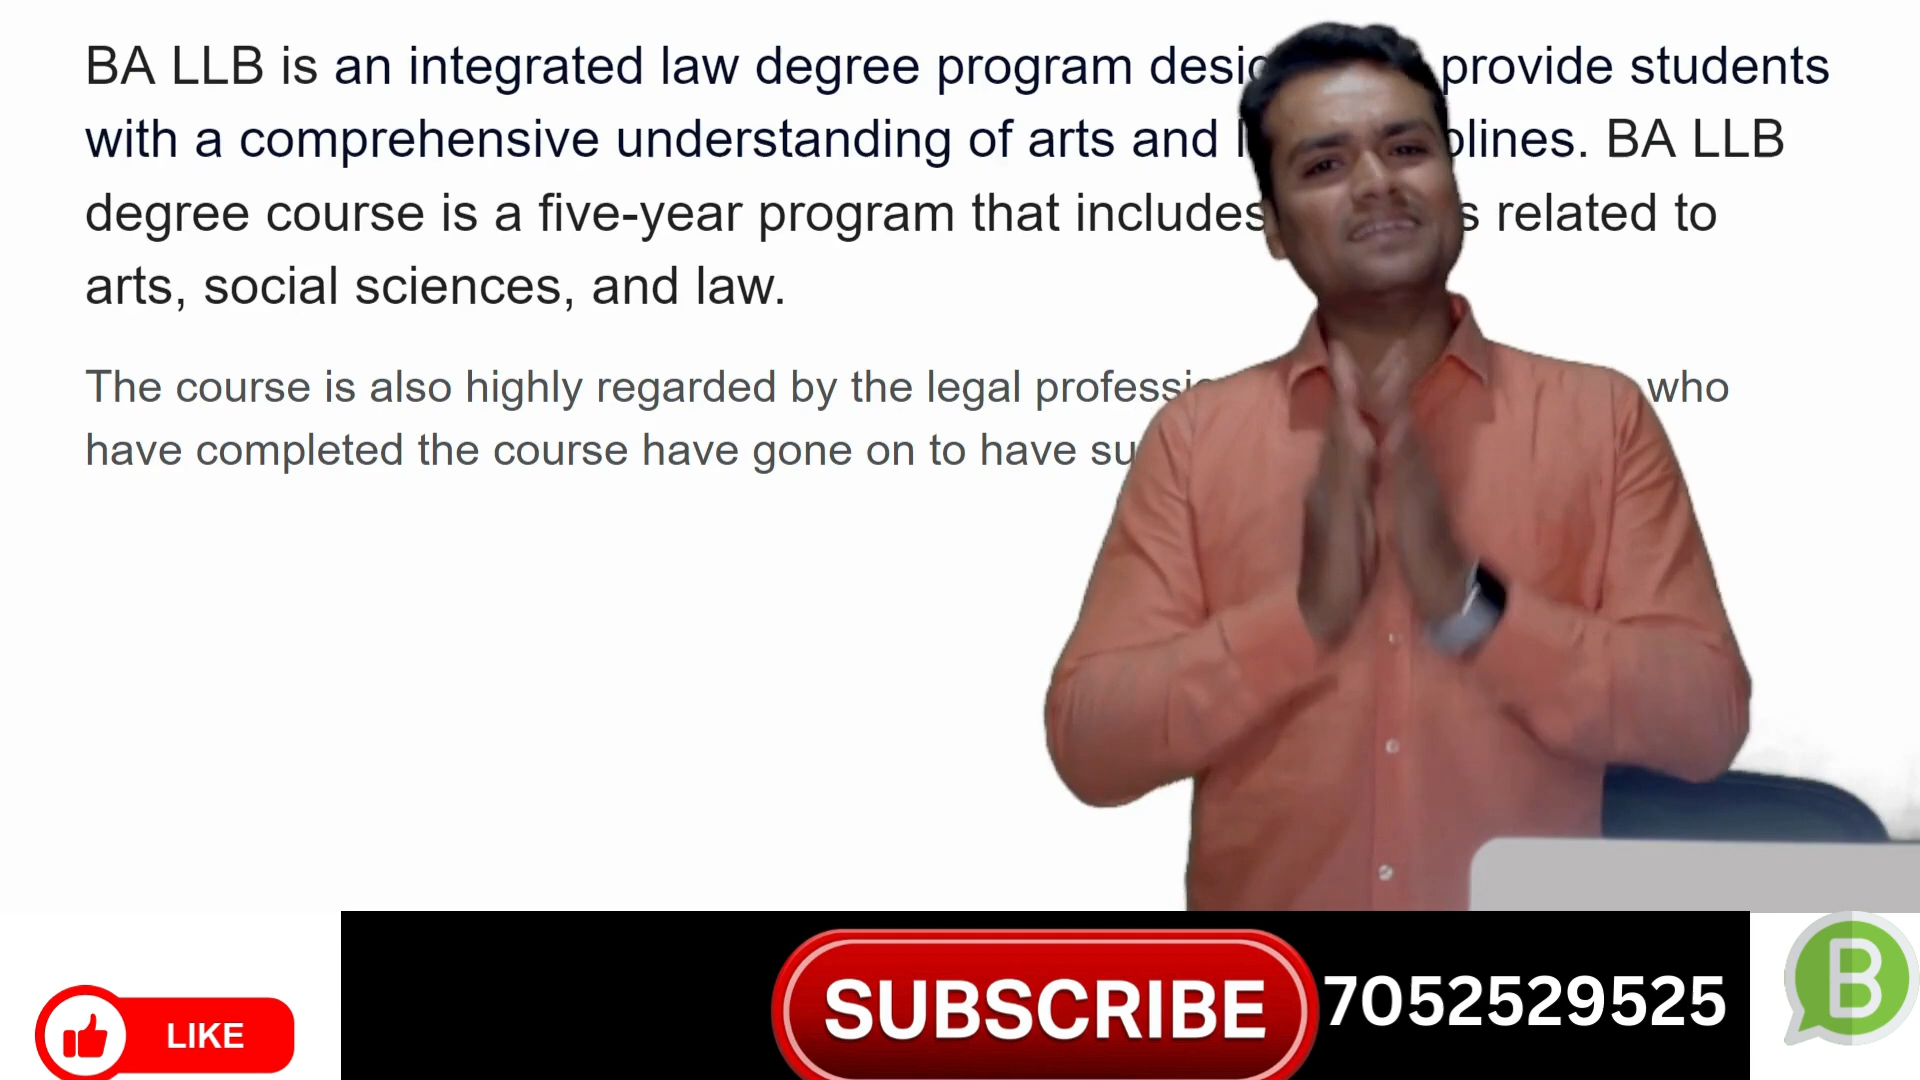 BA LLB is an integrated law degree program provide students
with a comprehensive understanding of arts and BA LLB
degree course is a five-year program that includes related to
arts, social sciences, and law.
The course is also highly regarded by the legal who
have completed the course have gone on to have
LIKE
SUBSCRIBE
7052529525
B